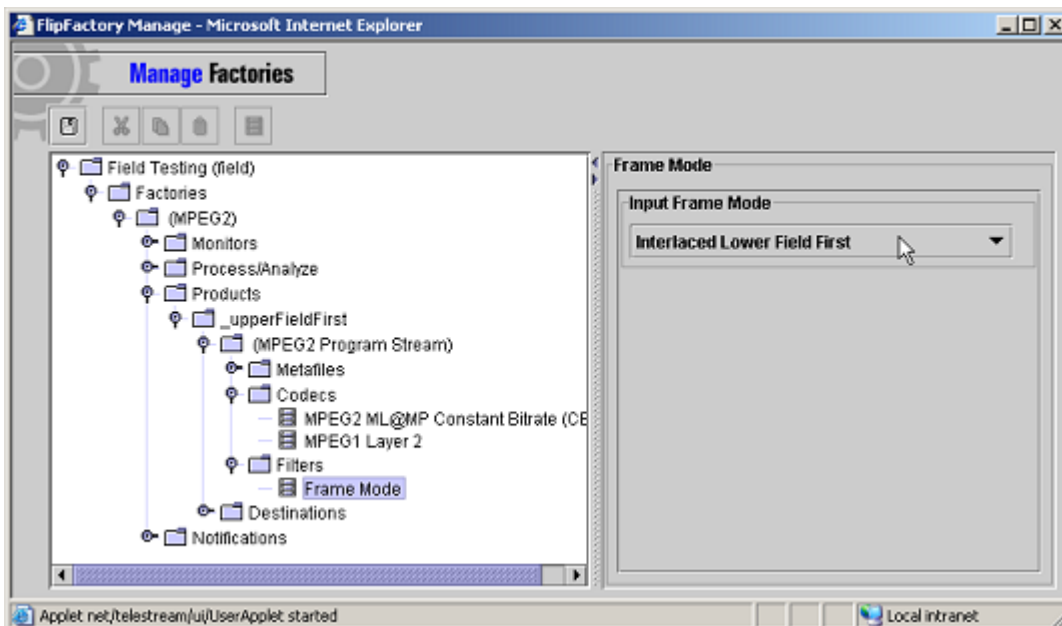 FlipFactory Manage - Microsoft Internet Explorer
Manage Factories
Field Testing (field)
Factories
(MPEG2)
Monitors
Process/Analyze
Products
_upperFieldFirst
(MPEG2 Program Stream)
Metafiles
Codecs
MPEG2 ML@MP Constant Bitrate (CE
MPEG1 Layer 2
Filters
Frame Mode
Destinations
Notifications
Frame Mode
Input Frame Mode
Interlaced Lower Field First
Applet net/telestream/ui/UserApplet started
Local intranet